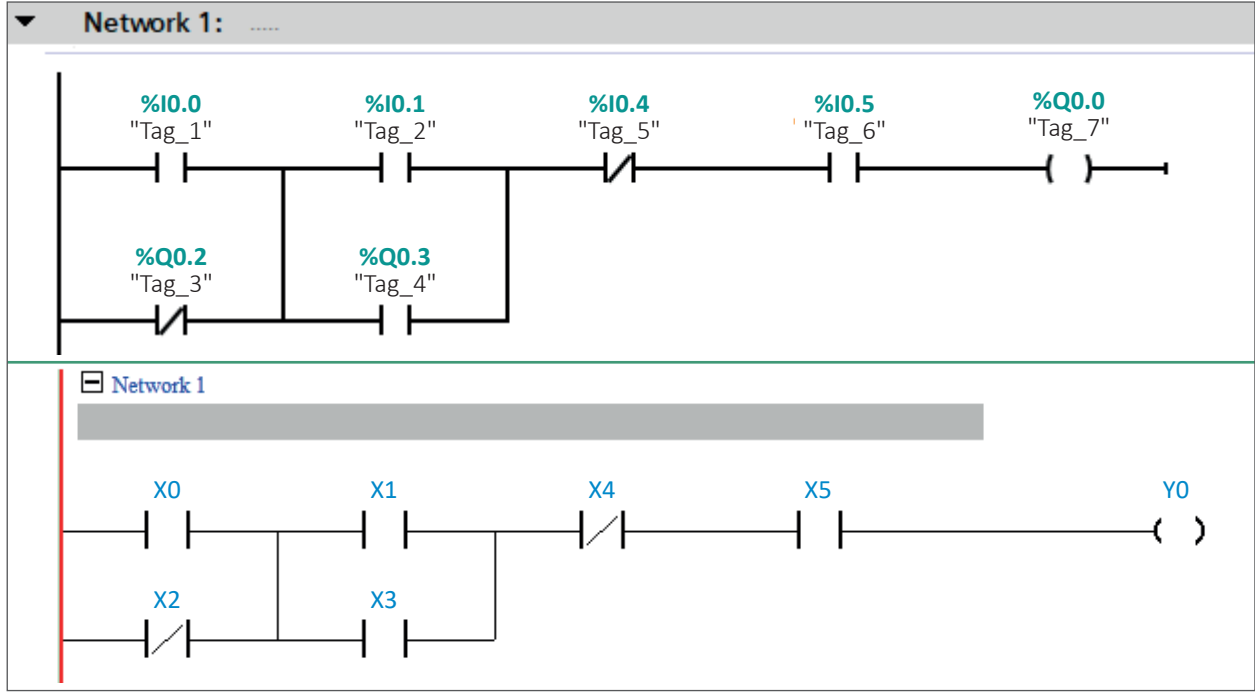 Network 1: .....
%I0.0 %I0.1 %I0.4 %I0.5 %Q0.0
"Tag_1" "Tag_2" "Tag_5" "Tag_6" "Tag_7"
%Q0.2 %Q0.3
"Tag_3" "Tag_4"
Network 1
X0 X1 X4 X5 Y0
X2 X3